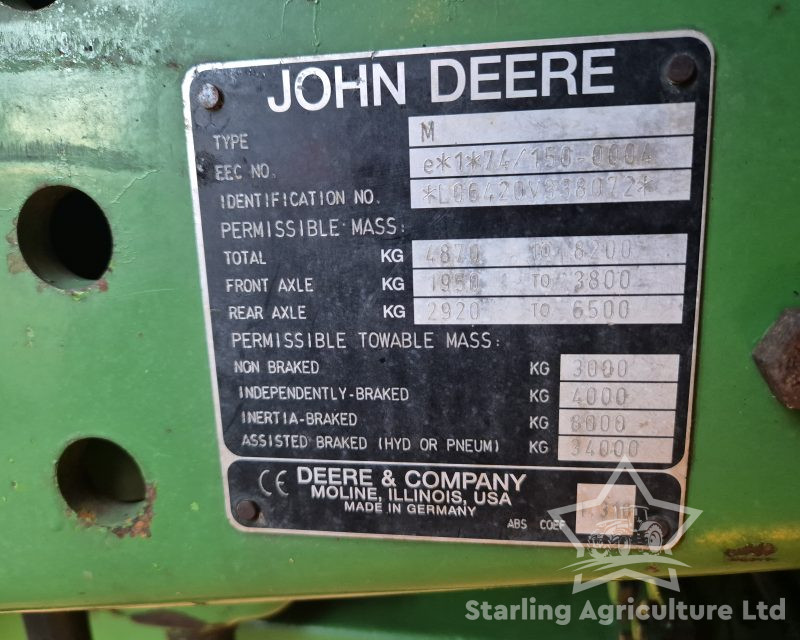 JOHN DEERE
TYPE M
EEC NO. e*1*74/150-0004
IDENTIFICATION NO.
PERMISSIBLE MASS:
TOTAL KG 4870 TO 8200
FRONT AXLE KG 1950 TO 3800
REAR AXLE KG 2920 TO 6500
PERMISSIBLE TOWABLE MASS:
NON BRAKED KG 3000
INDEPENDENTLY-BRAKED KG 4000
INERTIA-BRAKED KG 8000
ASSISTED BRAKED (HYD OR PNEUM) KG 34000
CE DEERE & COMPANY
MOLINE, ILLINOIS, USA
MADE IN GERMANY
ABS COEF
Starling Agriculture Ltd